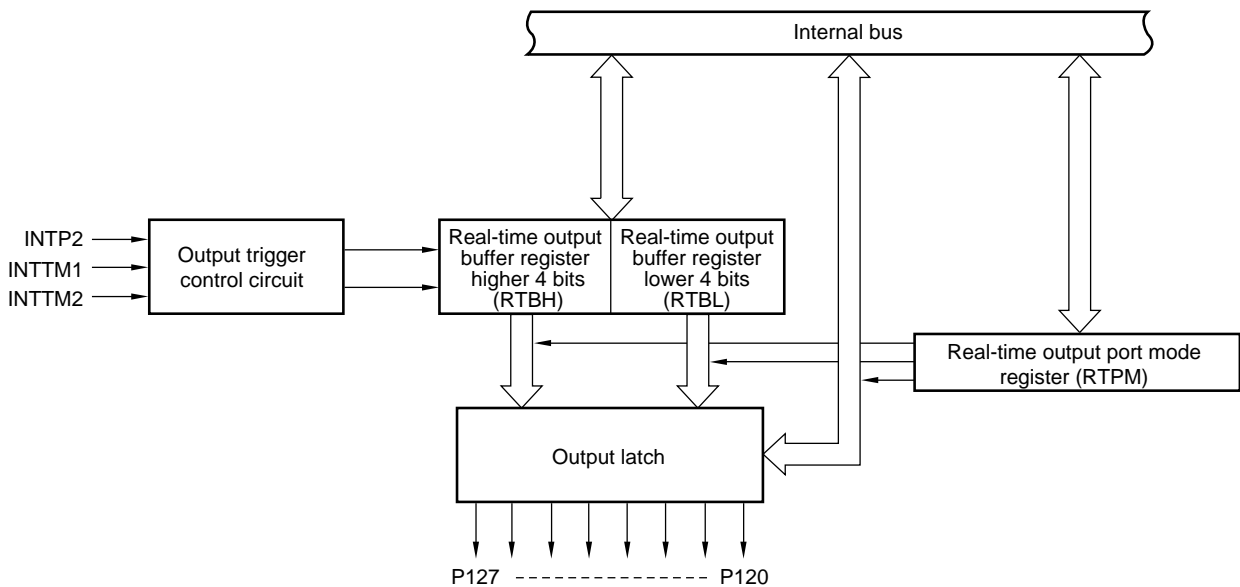 Internal bus
INTP2
INTTM1
INTTM2
Output trigger
control circuit
Real-time output
buffer register
higher 4 bits
(RTBH)
Real-time output
buffer register
lower 4 bits
(RTBL)
Real-time output port mode
register (RTPM)
Output latch
P127
P120